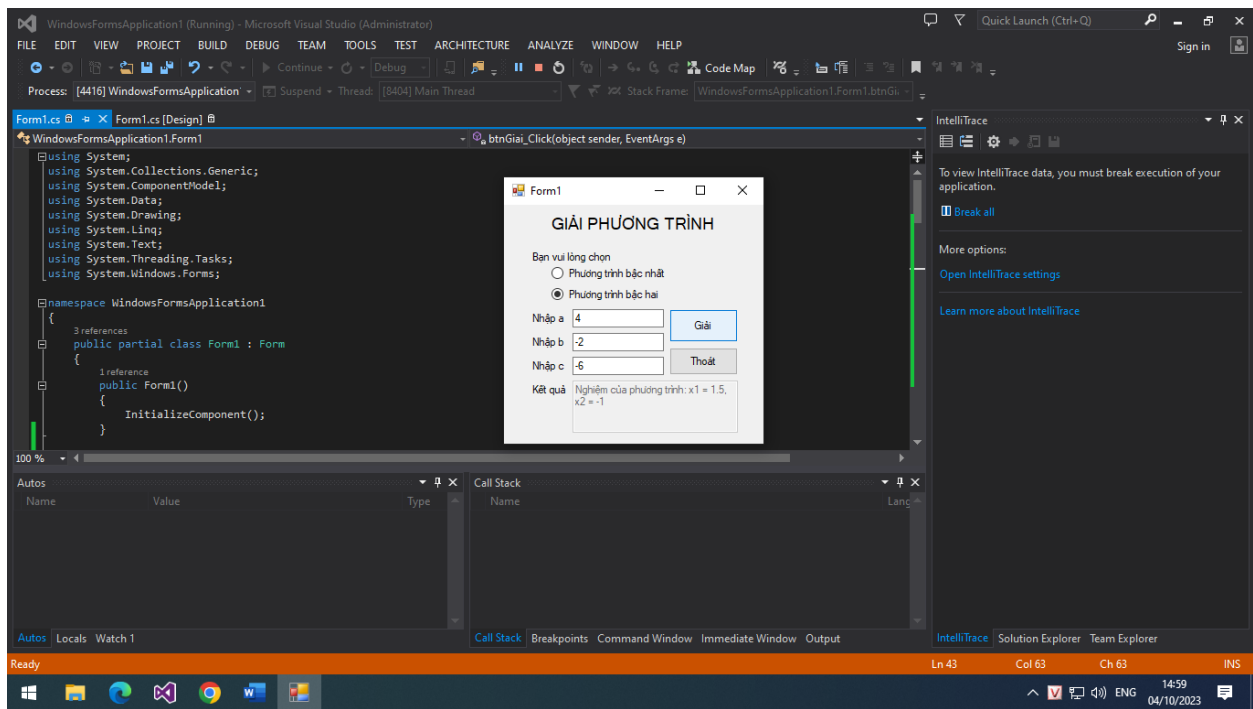 WindowsFormsApplication1 (Running) - Microsoft Visual Studio (Administrator)
Quick Launch (Ctrl+Q)
FILE EDIT VIEW PROJECT BUILD DEBUG TEAM TOOLS TEST ARCHITECTURE ANALYZE WINDOW HELP
Sign in
Continue Debug Code Map
Process: [4416] WindowsFormsApplication Suspend Thread: [8404] Main Thread Stack Frame: WindowsFormsApplication1.Form1.btnGi
Form1.cs Form1.cs [Design]
WindowsFormsApplication1.Form1
btnGiai_Click(object sender, EventArgs e)
using System;
using System.Collections.Generic;
using System.ComponentModel;
using System.Data;
using System.Drawing;
using System.Linq;
using System.Text;
using System.Threading.Tasks;
using System.Windows.Forms;
namespace WindowsFormsApplication1
{
3 references
public partial class Form1 : Form
{
1 reference
public Form1()
{
InitializeComponent();
}
100 %
Form1
GIẢI PHƯƠNG TRÌNH
Bạn vui lòng chọn
Phương trình bậc nhất
Phương trình bậc hai
Nhập a 4
Giải
Nhập b -2
Nhập c -6
Thoát
Kết quả Nghiệm của phương trình: x1 = 1.5,
x2 = -1
IntelliTrace
To view IntelliTrace data, you must break execution of your
application.
Break all
More options:
Open IntelliTrace settings
Learn more about IntelliTrace
Autos
Name Value Type
Call Stack
Name Lang
Autos Locals Watch 1
Call Stack Breakpoints Command Window Immediate Window Output
IntelliTrace Solution Explorer Team Explorer
Ready
Ln 43 Col 63 Ch 63 INS
V ENG
14:59
04/10/2023